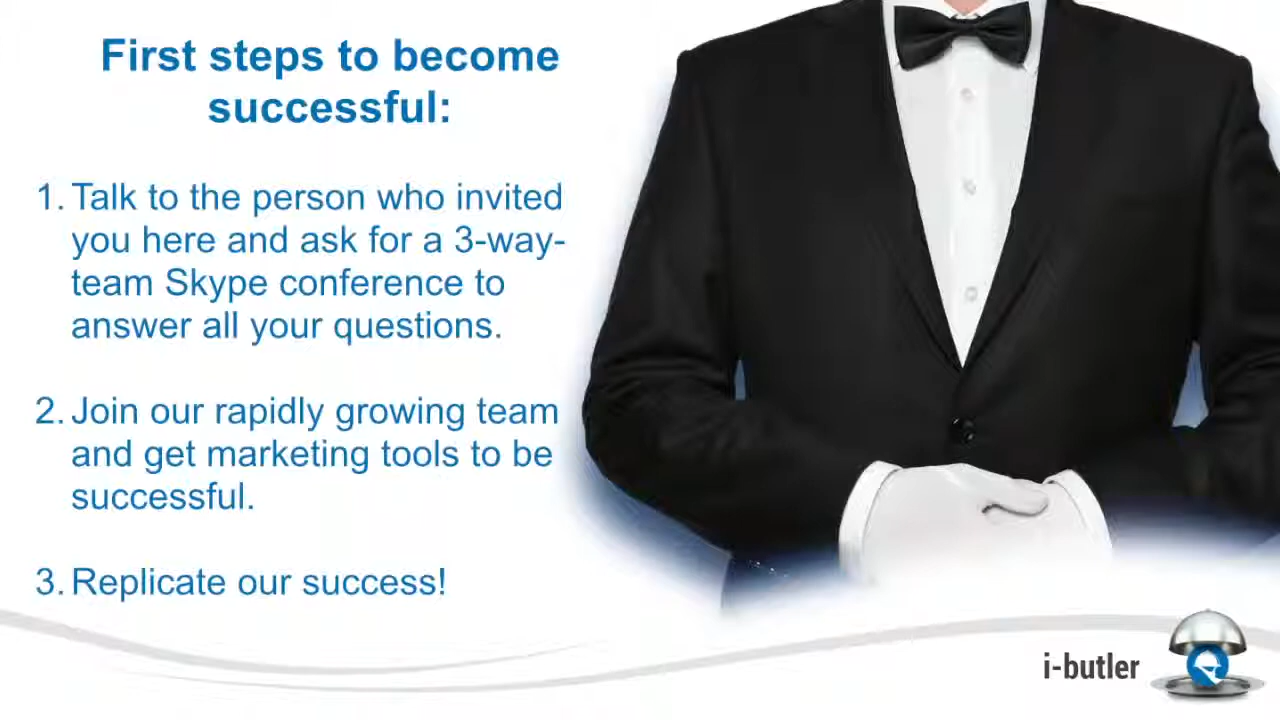 First steps to become
successful:
1. Talk to the person who invited
you here and ask for a 3-way-
team Skype conference to
answer all your questions.
2. Join our rapidly growing team
and get marketing tools to be
successful.
3. Replicate our success!
i-butler